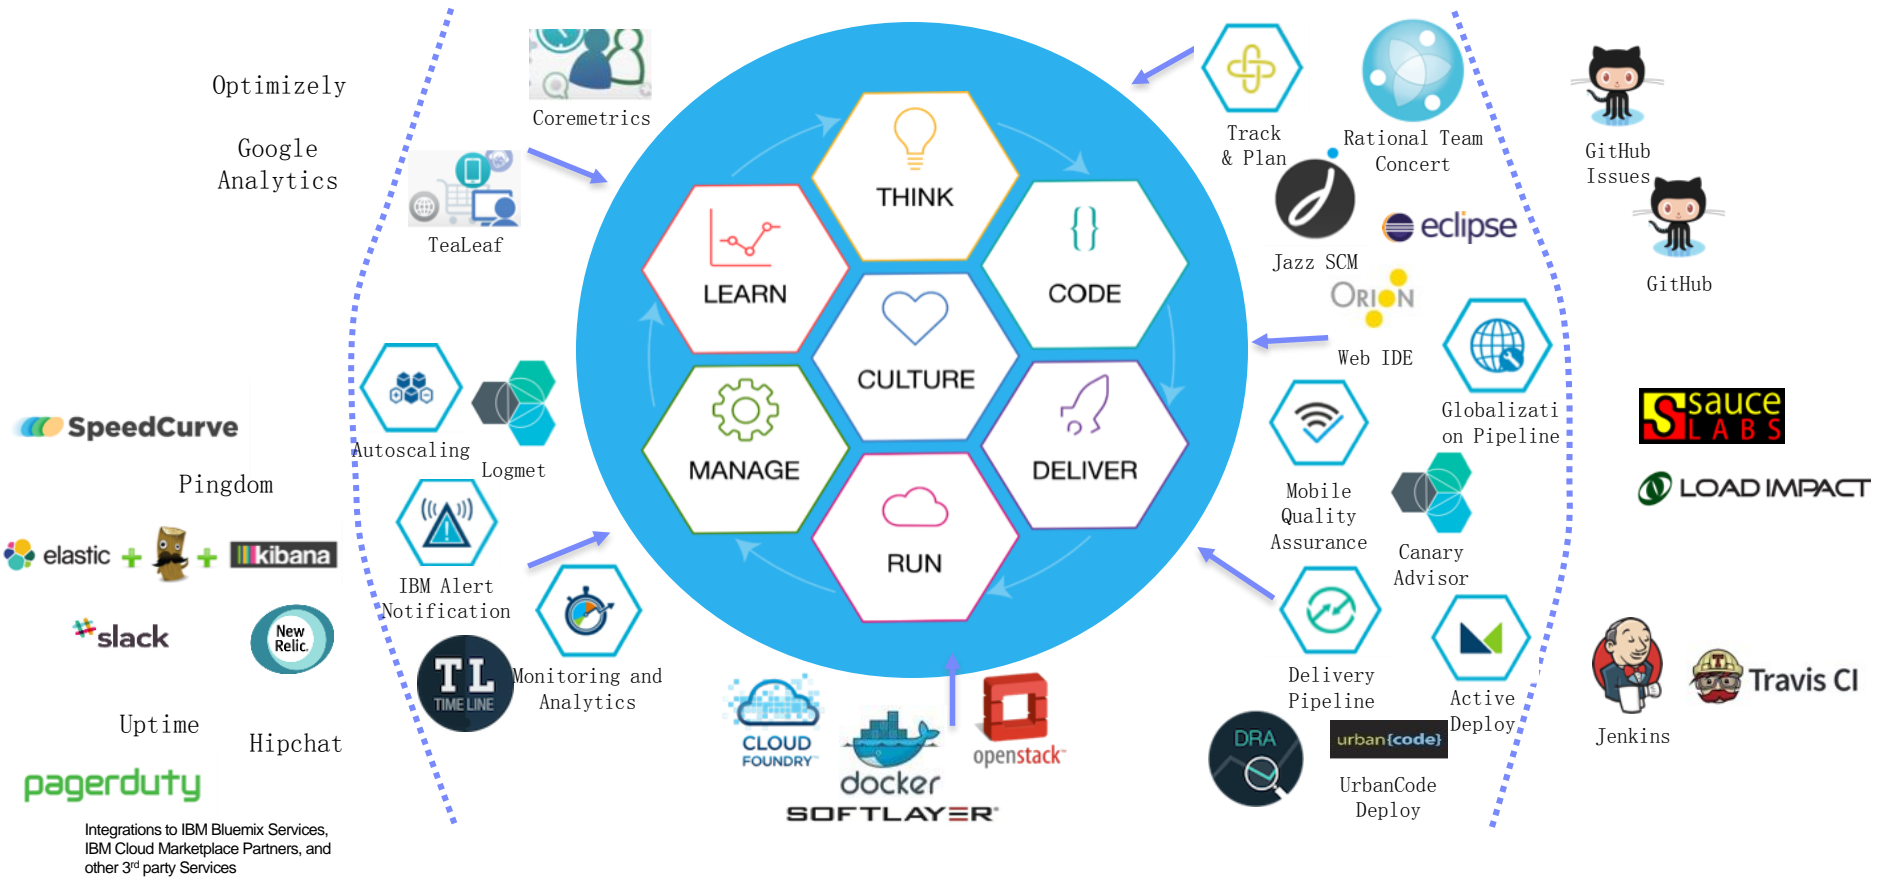 Optimizely
Google
Analytics
Coremetrics
TeaLeaf
THINK
LEARN
CODE
CULTURE
MANAGE
DELIVER
RUN
Track
& Plan
Rational Team
Concert
GitHub
Issues
Jazz SCM
eclipse
GitHub
ORION
Web IDE
Globalizati
on Pipeline
Autoscaling
Logmet
SpeedCurve
Pingdom
elastic + + kibana
IBM Alert
Notification
slack
New
Relic.
TL
TIME LINE
Monitoring and
Analytics
Uptime
Hipchat
pagerduty
Integrations to IBM Bluemix Services,
IBM Cloud Marketplace Partners, and
other 3rd party Services
CLOUD
FOUNDRY™
docker
openstack™
SOFTLAYER®
Mobile
Quality
Assurance
Canary
Advisor
sauce
LABS
LOAD IMPACT
Delivery
Pipeline
Active
Deploy
DRA
urban{code}
UrbanCode
Deploy
Jenkins
T
Travis CI